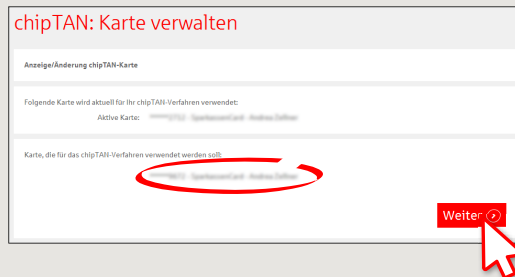 chipTAN: Karte verwalten
Anzeige/Änderung chipTAN-Karte
Folgende Karte wird aktuell für Ihr chipTAN-Verfahren verwendet:
Aktive Karte:
Karte, die für das chipTAN-Verfahren verwendet werden soll:
Weiter